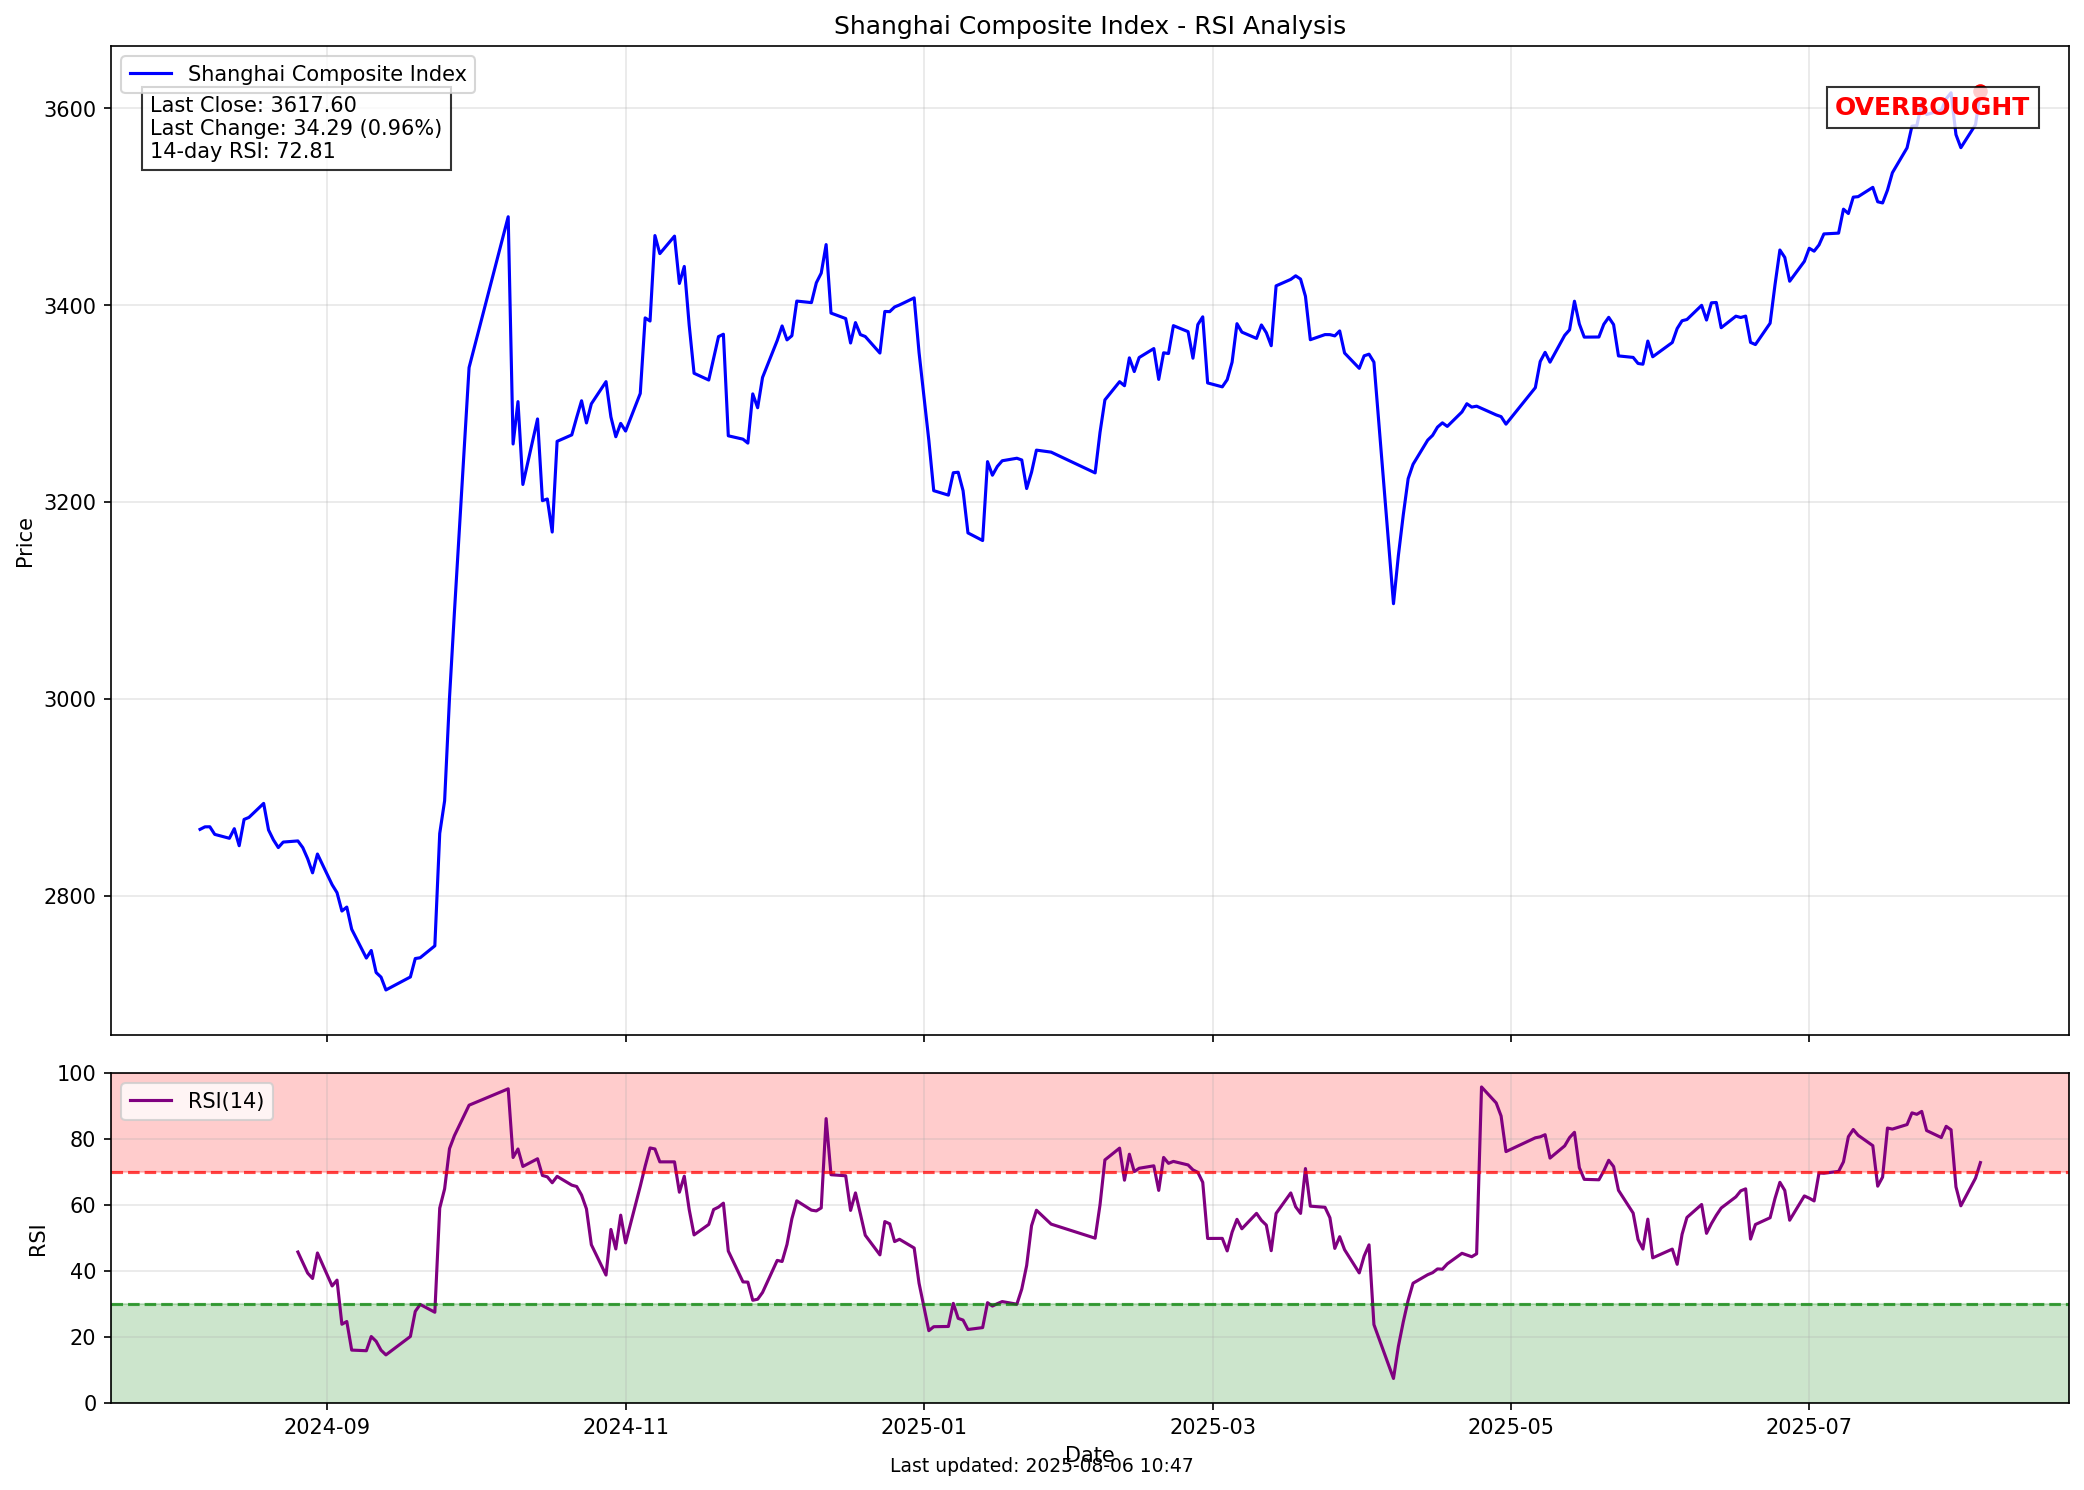 Shanghai Composite Index - RSI Analysis
Shanghai Composite Index
Last Close: 3617.60
Last Change: 34.29 (0.96%)
14-day RSI: 72.81
OVERBOUGHT
3600
3400
3200
3000
2800
Price
RSI(14)
100
80
60
40
20
0
RSI
2024-09
2024-11
2025-01
2025-03
2025-05
2025-07
Date
Last updated: 2025-08-06 10:47